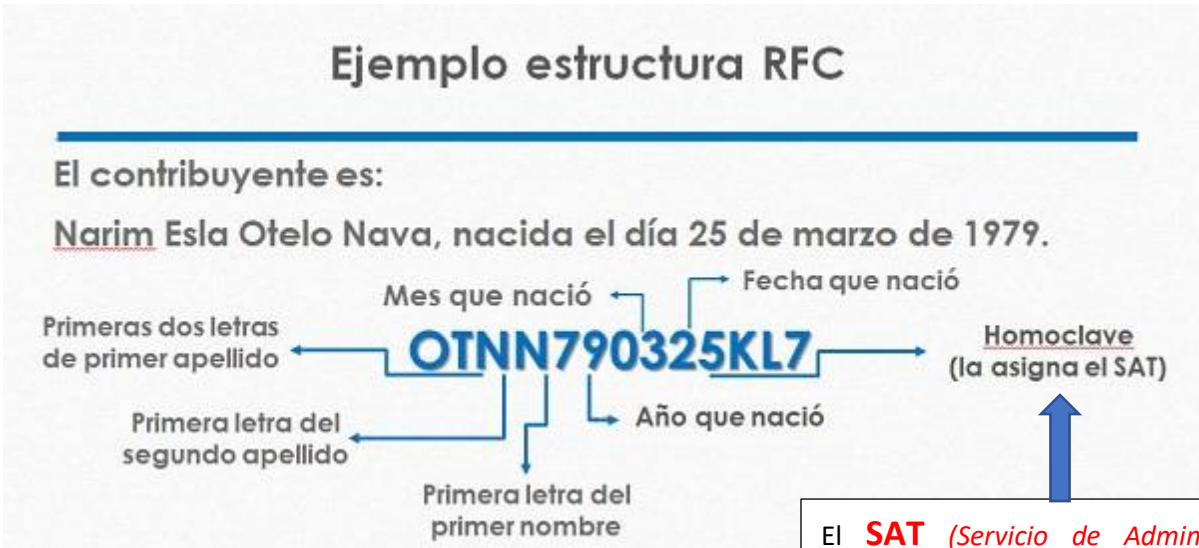 Ejemplo estructura RFC
El contribuyente es:
Narim Esla Otelo Nava, nacida el día 25 de marzo de 1979.
Mes que nació
Fecha que nació
Primeras dos letras
de primer apellido
OTNN790325KL7
Homoclave
(la asigna el SAT)
Primera letra del
segundo apellido
Año que nació
Primera letra del
primer nombre
El SAT (Servicio de Admin